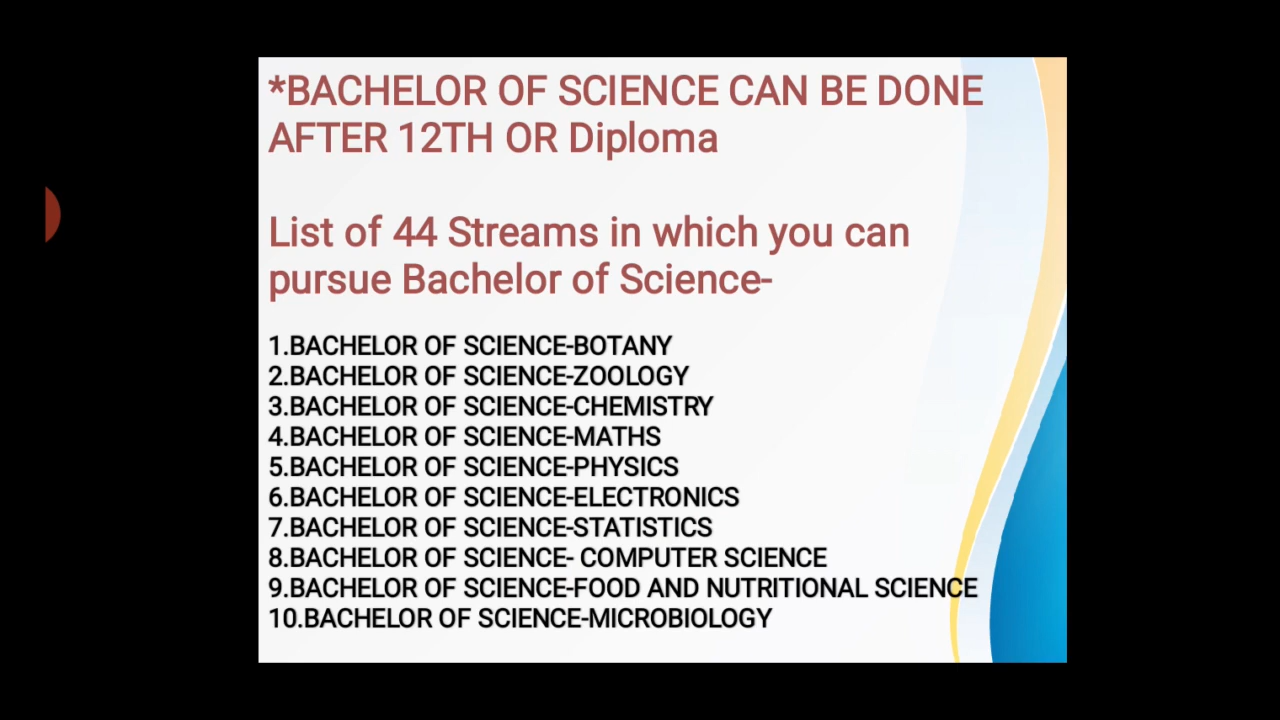 *BACHELOR OF SCIENCE CAN BE DONE
AFTER 12TH OR Diploma
List of 44 Streams in which you can
pursue Bachelor of Science-
1.BACHELOR OF SCIENCE-BOTANY
2.BACHELOR OF SCIENCE-ZOOLOGY
3.BACHELOR OF SCIENCE-CHEMISTRY
4.BACHELOR OF SCIENCE-MATHS
5.BACHELOR OF SCIENCE-PHYSICS
6.BACHELOR OF SCIENCE-ELECTRONICS
7.BACHELOR OF SCIENCE-STATISTICS
8.BACHELOR OF SCIENCE- COMPUTER SCIENCE
9.BACHELOR OF SCIENCE-FOOD AND NUTRITIONAL SCIENCE
10.BACHELOR OF SCIENCE-MICROBIOLOGY